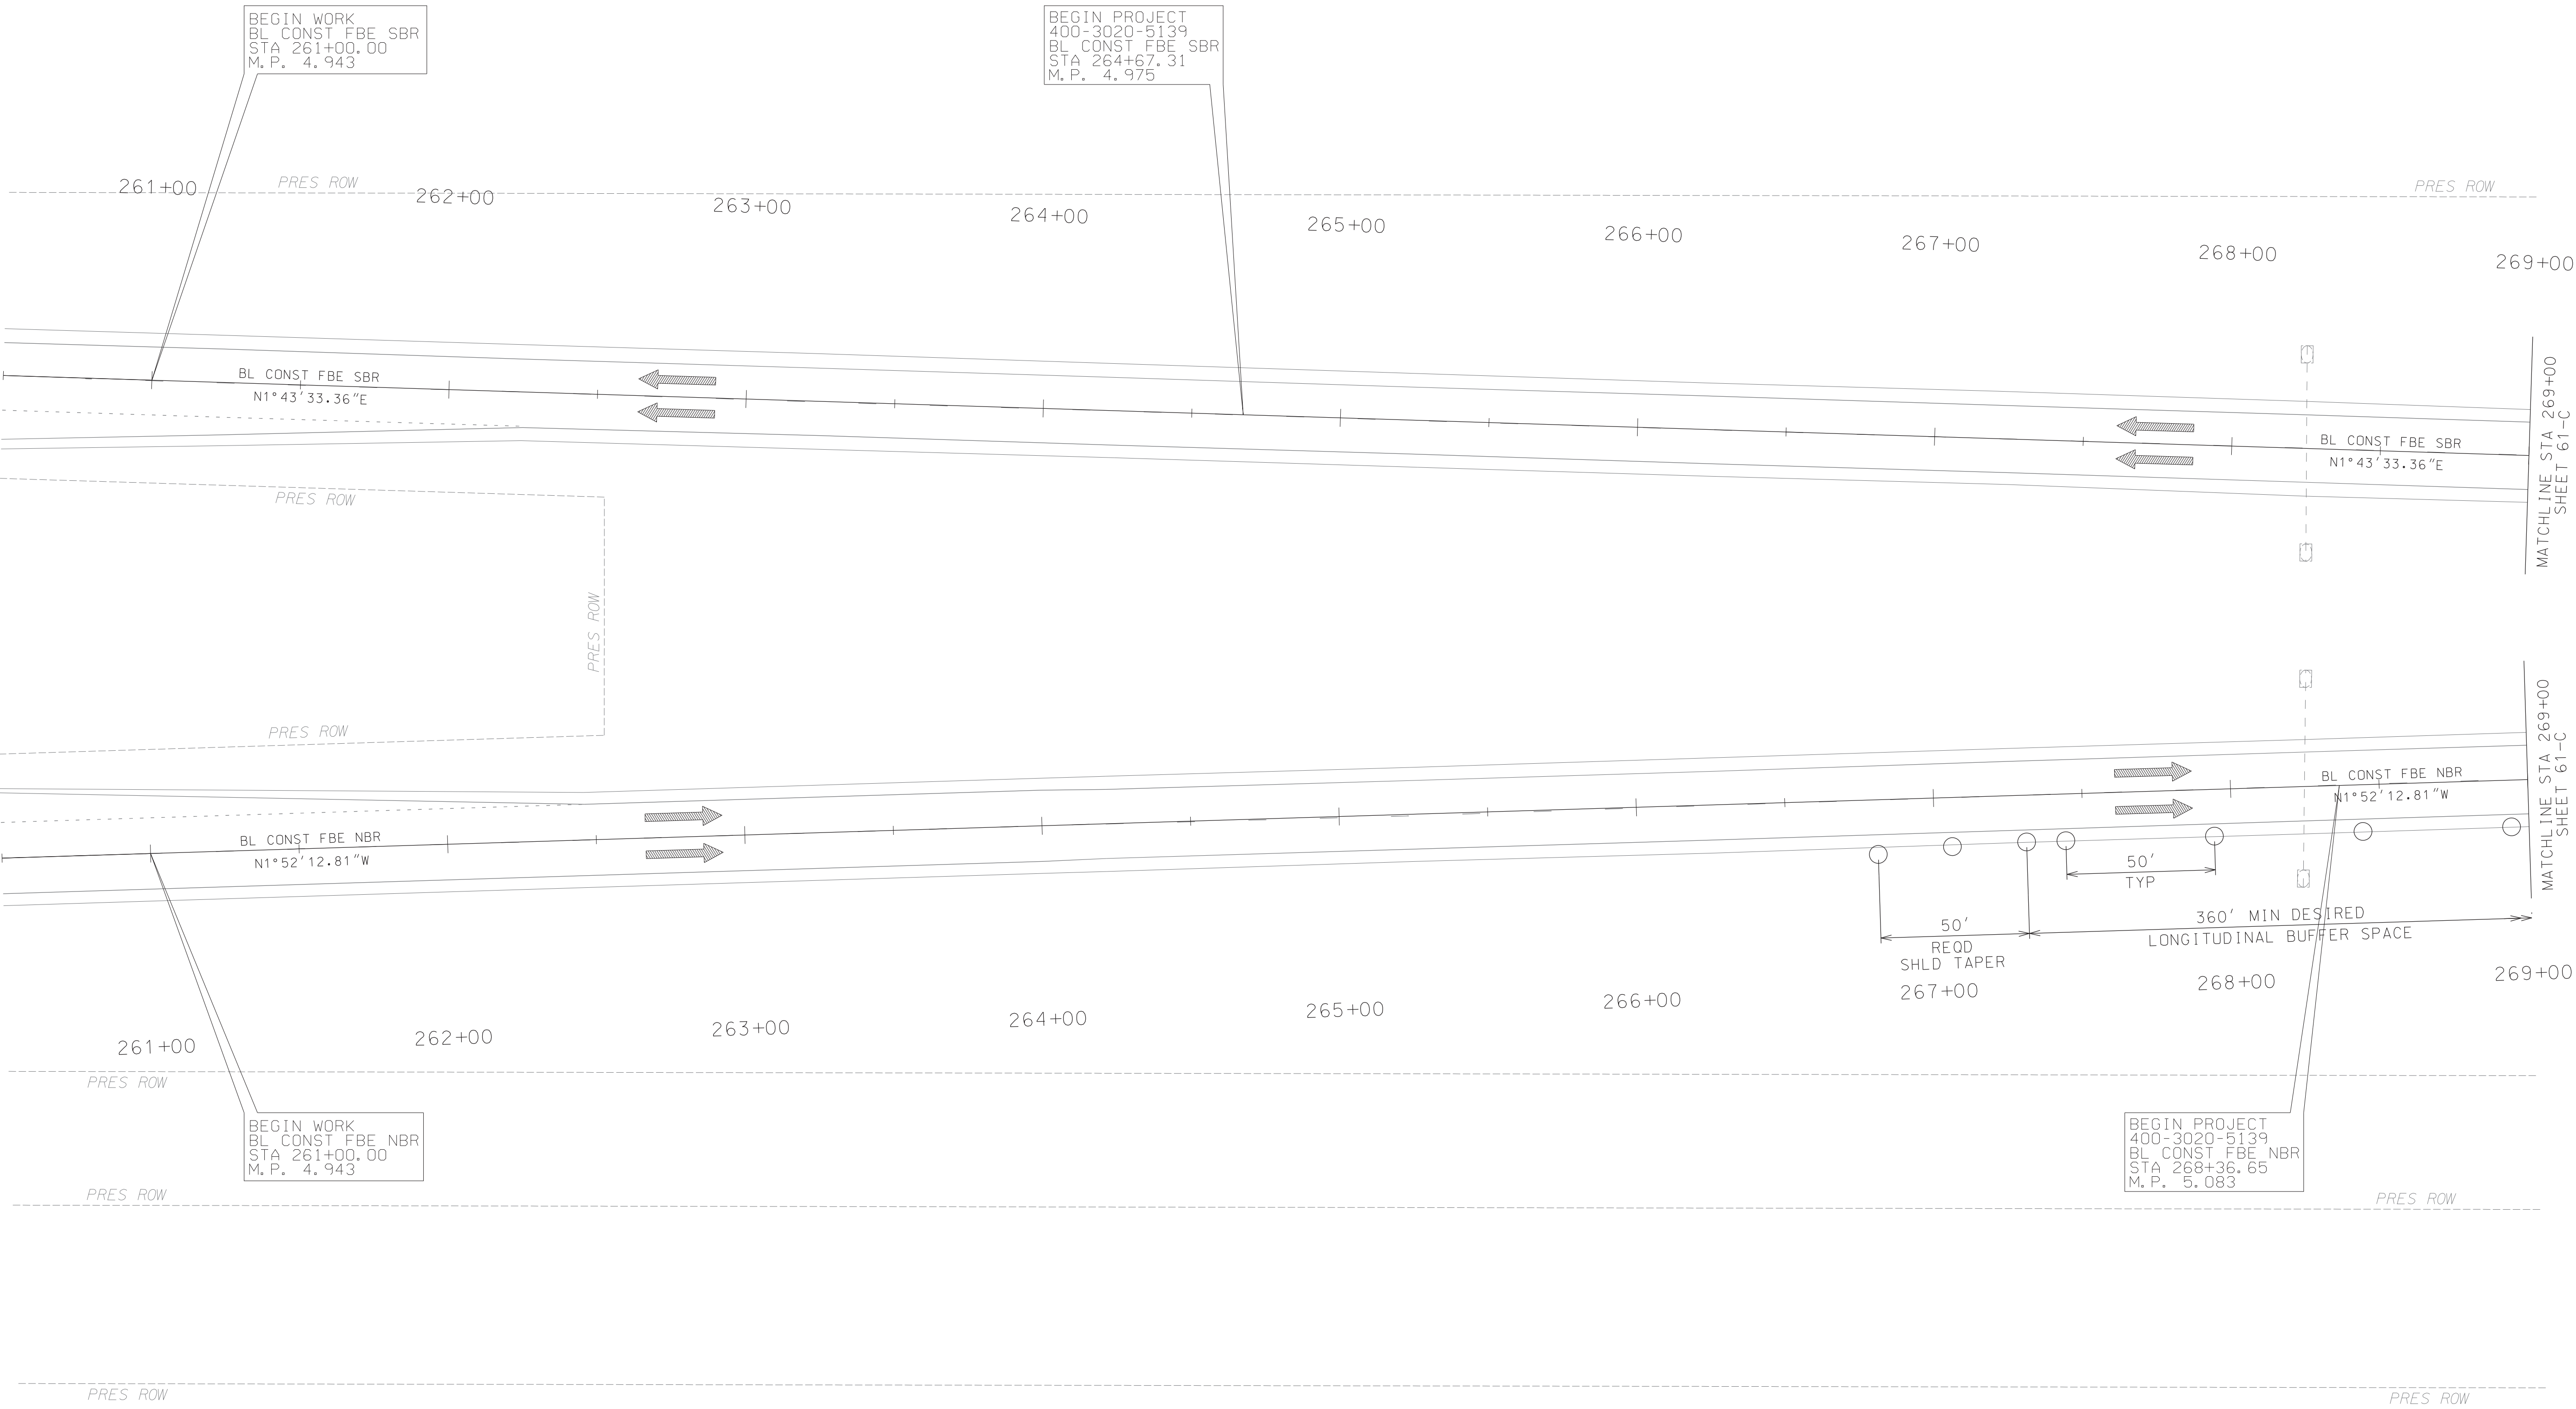 BEGIN WORK
BL CONST FBE SBR
STA 261+00.00
M.P. 4.943
BEGIN PROJECT
400-3020-5139
BL CONST FBE SBR
STA 264+67.31
M.P. 4.975
261+00
PRES ROW
262+00
263+00
264+00
265+00
266+00
267+00
268+00
269+00
PRES ROW
BL CONST FBE SBR
N1°43'33.36"E
BL CONST FBE SBR
N1°43'33.36"E
MATCHLINE STA 269+00
SHEET 61-C
PRES ROW
PRES ROW
PRES ROW
BL CONST FBE NBR
N1°52'12.81"W
BL CONST FBE NBR
N1°52'12.81"W
MATCHLINE STA 269+00
SHEET 61-C
50'
TYP
50'
REQD
SHLD TAPER
360' MIN DESIRED
LONGITUDINAL BUFFER SPACE
261+00
262+00
263+00
264+00
265+00
266+00
267+00
268+00
269+00
PRES ROW
BEGIN WORK
BL CONST FBE NBR
STA 261+00.00
M.P. 4.943
BEGIN PROJECT
400-3020-5139
BL CONST FBE NBR
STA 268+36.65
M.P. 5.083
PRES ROW
PRES ROW
PRES ROW
PRES ROW